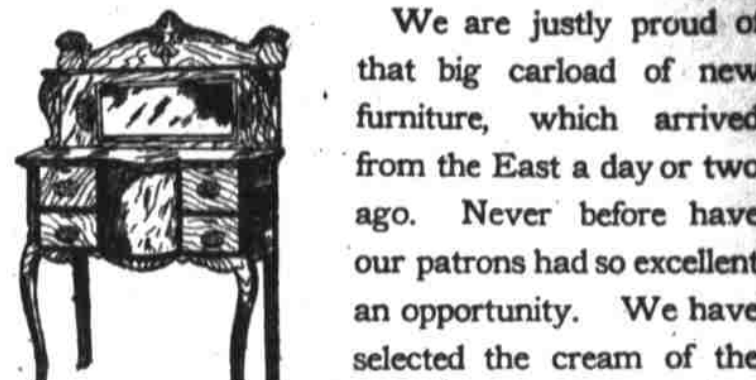 We are justly proud of
that big carload of new
furniture, which arrived
from the East a day or two
ago. Never before have
our patrons had so excellent
an opportunity. We have
selected the cream of the